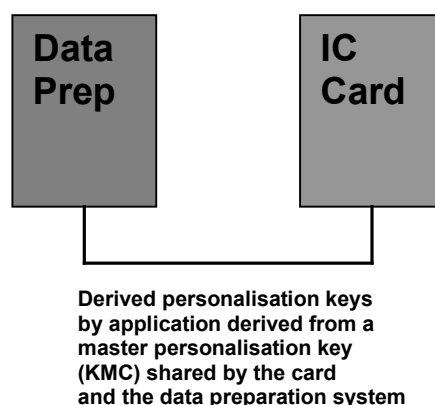 Data
Prep
IC
Card
Derived personalisation keys
by application derived from a
master personalisation key
(KMC) shared by the card
and the data preparation system